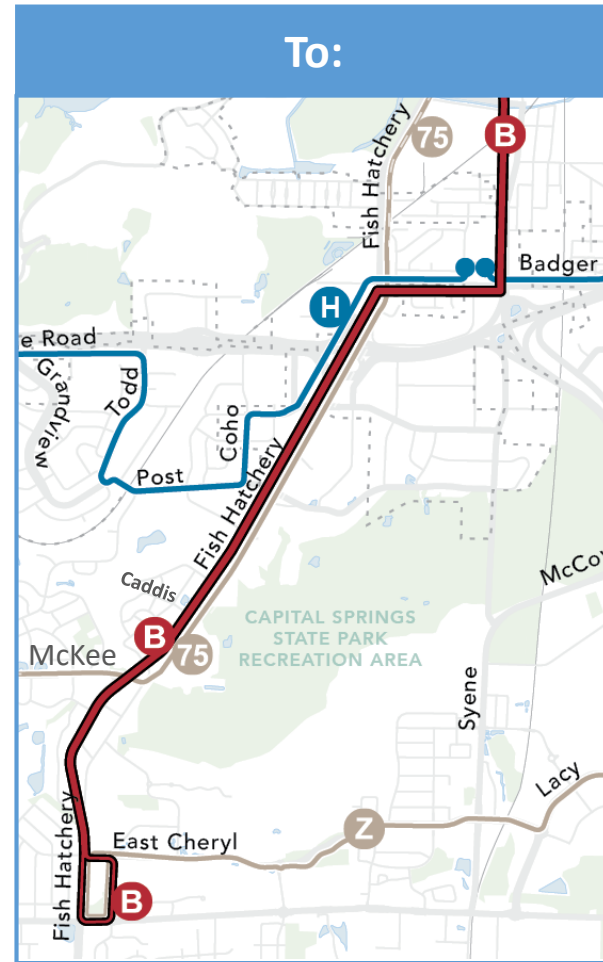 To:
Fish Hatchery
75
B
Badger
H
e Road
Grandview
Todd
Coho
Post
Fish Hatchery
Caddis
B
McKee
75
CAPITAL SPRINGS
STATE PARK
RECREATION AREA
McCo
Syene
Lacy
Fish Hatchery
East Cheryl
Z
B